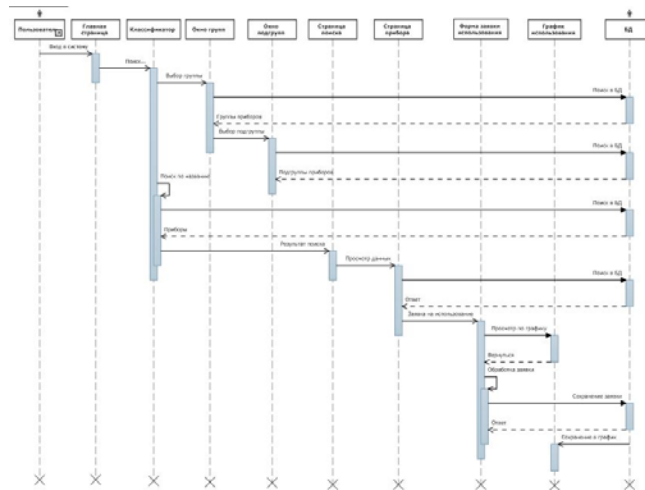 Пользователь
Главная
страница
Классификатор
Окно групп
Окно
подгрупп
Страница
поиска
Страница
прибора
Форма заявки
использования
График
использования
БД
Вход в систему
Поиск...
Выбор группы
Поиск в БД
Группы приборов
Выбор подгруппы
Поиск в БД
Подгруппы приборов
Поиск по названию
Поиск в БД
Приборы
Результат поиска
Просмотр данных
Поиск в БД
Ответ
Заявка на использование
Просмотр по графику
Вернуться
Обработка заявки
Сохранение заявки
Ответ
Сохранение в график